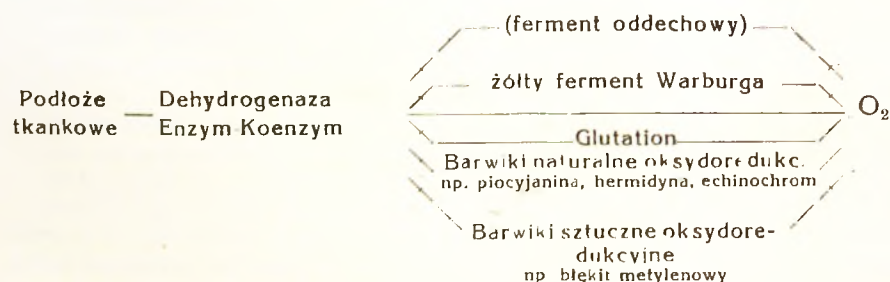 (ferment oddechowy)
żółty ferment Warburga
Podłoże tkankowe — Dehydrogenaza Enzym-Koenzym
O₂
Glutation
Barwiki naturalne oksydoredukc.
np. piocyjanina, hermidyna, echinochrom
Barwiki sztuczne oksydore-
dukcyjne
np błękit metylenowy